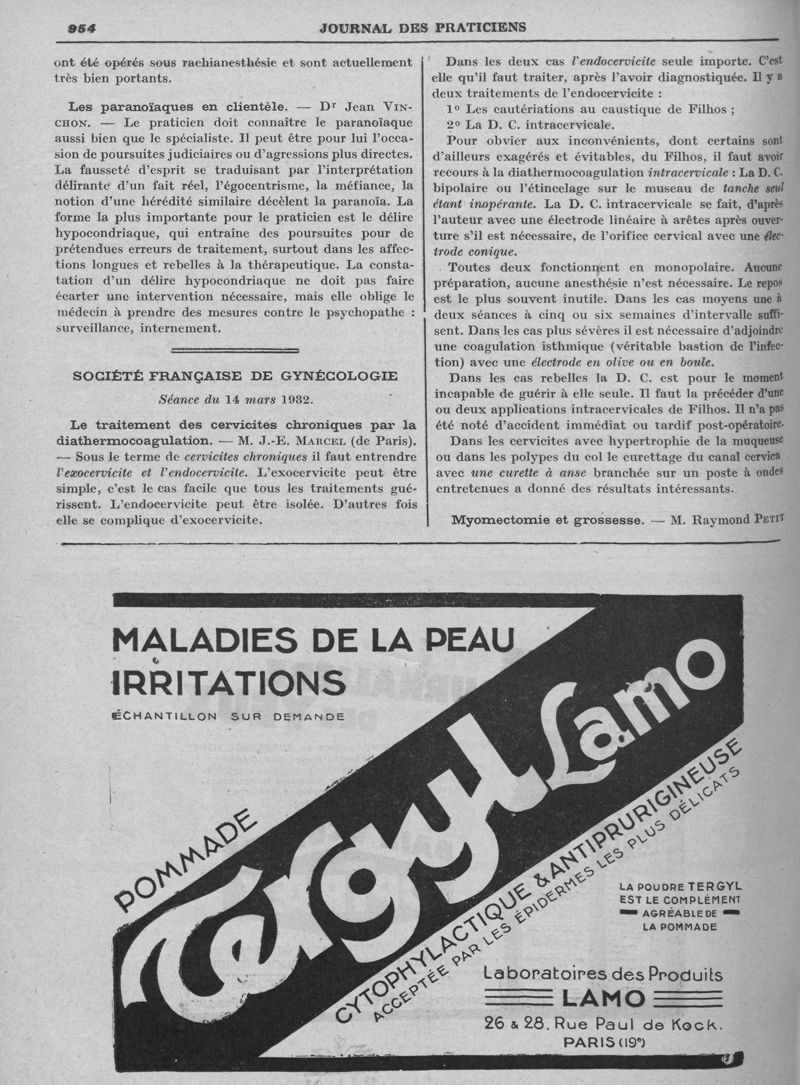 954
JOURNAL DES PRATICIENS
ont été opérés sous rachianesthésie et sont actuellement
très bien portants.
Les paranoïaques en clientèle. — Dr Jean VIN-
CHON. — Le praticien doit connaître le paranoïaque
aussi bien que le spécialiste. Il peut être pour lui l'occa-
sion de poursuites judiciaires ou d'agressions plus directes.
La fausseté d'esprit se traduisant par l'interprétation
délirante d'un fait réel, l'égocentrisme, la méfiance, la
notion d'une hérédité similaire décèlent la paranoïa. La
forme la plus importante pour le praticien est le délire
hypocondriaque, qui entraîne des poursuites pour de
prétendues erreurs de traitement, surtout dans les affec-
tions longues et rebelles à la thérapeutique. La consta-
tation d'un délire hypocondriaque ne doit pas faire
écarter une intervention nécessaire, mais elle oblige le
médecin à prendre des mesures contre le psychopathe :
surveillance, internement.
SOCIÉTÉ FRANÇAISE DE GYNÉCOLOGIE
Séance du 14 mars 1932.
Le traitement des cervicites chroniques par la
diathermocoagulation. — M. J.-E. MARCEL (de Paris).
— Sous le terme de cervicites chroniques il faut entendre
l'exocervicite et l'endocervicite. L'exocervicite peut être
simple, c'est le cas facile que tous les traitements gué-
rissent. L'endocervicite peut être isolée. D'autres fois
elle se complique d'exocervicite.
Dans les deux cas l'endocervicite seule importe. C'est
elle qu'il faut traiter, après l'avoir diagnostiquée. Il y a
deux traitements de l'endocervicite :
1° Les cautériations au caustique de Filhos ;
2° La D. C. intracervicale.
Pour obvier aux inconvénients, dont certains sont
d'ailleurs exagérés et évitables, du Filhos, il faut avoir
recours à la diathermocoagulation intracervicale : La D. C.
bipolaire ou l'étincelage sur le museau de tanche seul
étant inopérante. La D. C. intracervicale se fait, d'après
l'auteur avec une électrode linéaire à arêtes après ouver-
ture s'il est nécessaire, de l'orifice cervical avec une élec-
trode conique.
Toutes deux fonctionnent en monopolaire. Aucune
préparation, aucune anesthésie n'est nécessaire. Le repos
est le plus souvent inutile. Dans les cas moyens une à
deux séances à cinq ou six semaines d'intervalle suffi-
sent. Dans les cas plus sévères il est nécessaire d'adjoindre
une coagulation isthmique (véritable bastion de l'infec-
tion) avec une électrode en olive ou en boule.
Dans les cas rebelles la D. C. est pour le moment
incapable de guérir à elle seule. Il faut la précéder d'une
ou deux applications intracervicales de Filhos. Il n'a pas
été noté d'accident immédiat ou tardif post-opératoire.
Dans les cervicites avec hypertrophie de la muqueuse
ou dans les polypes du col le curettage du canal cervica
avec une curette à anse branchée sur un poste à ondes
entretenues a donné des résultats intéressants.
Myomectomie et grossesse. — M. Raymond PETIT
MALADIES DE LA PEAU
IRRITATIONS
ÉCHANTILLON SUR DEMANDE
POMMADE
Tergyl Lamo
CYTOPHYLACTIQUE & ANTIPRURIGINEUSE
ACCEPTÉE PAR LES ÉPIDERMES LES PLUS DÉLICATS
LA POUDRE TERGYL
EST LE COMPLÉMENT
AGRÉABLE DE
LA POMMADE
Laboratoires des Produits
LAMO
26 & 28, Rue Paul de Kock.
PARIS (19e)